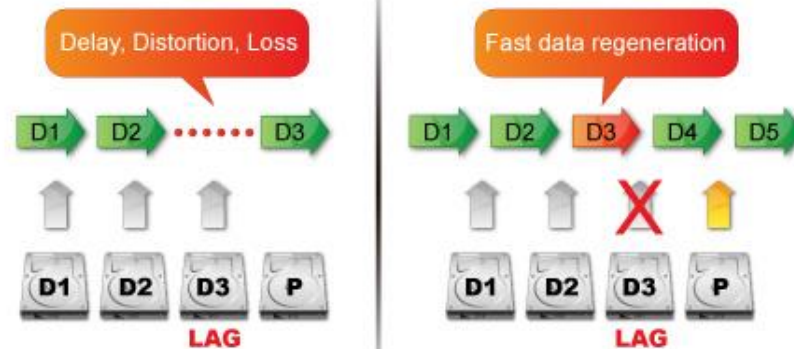 Delay, Distortion, Loss
D1 D2 D3
D1 D2 D3 P
LAG
Fast data regeneration
D1 D2 D3 D4 D5
D1 D2 D3 P
LAG